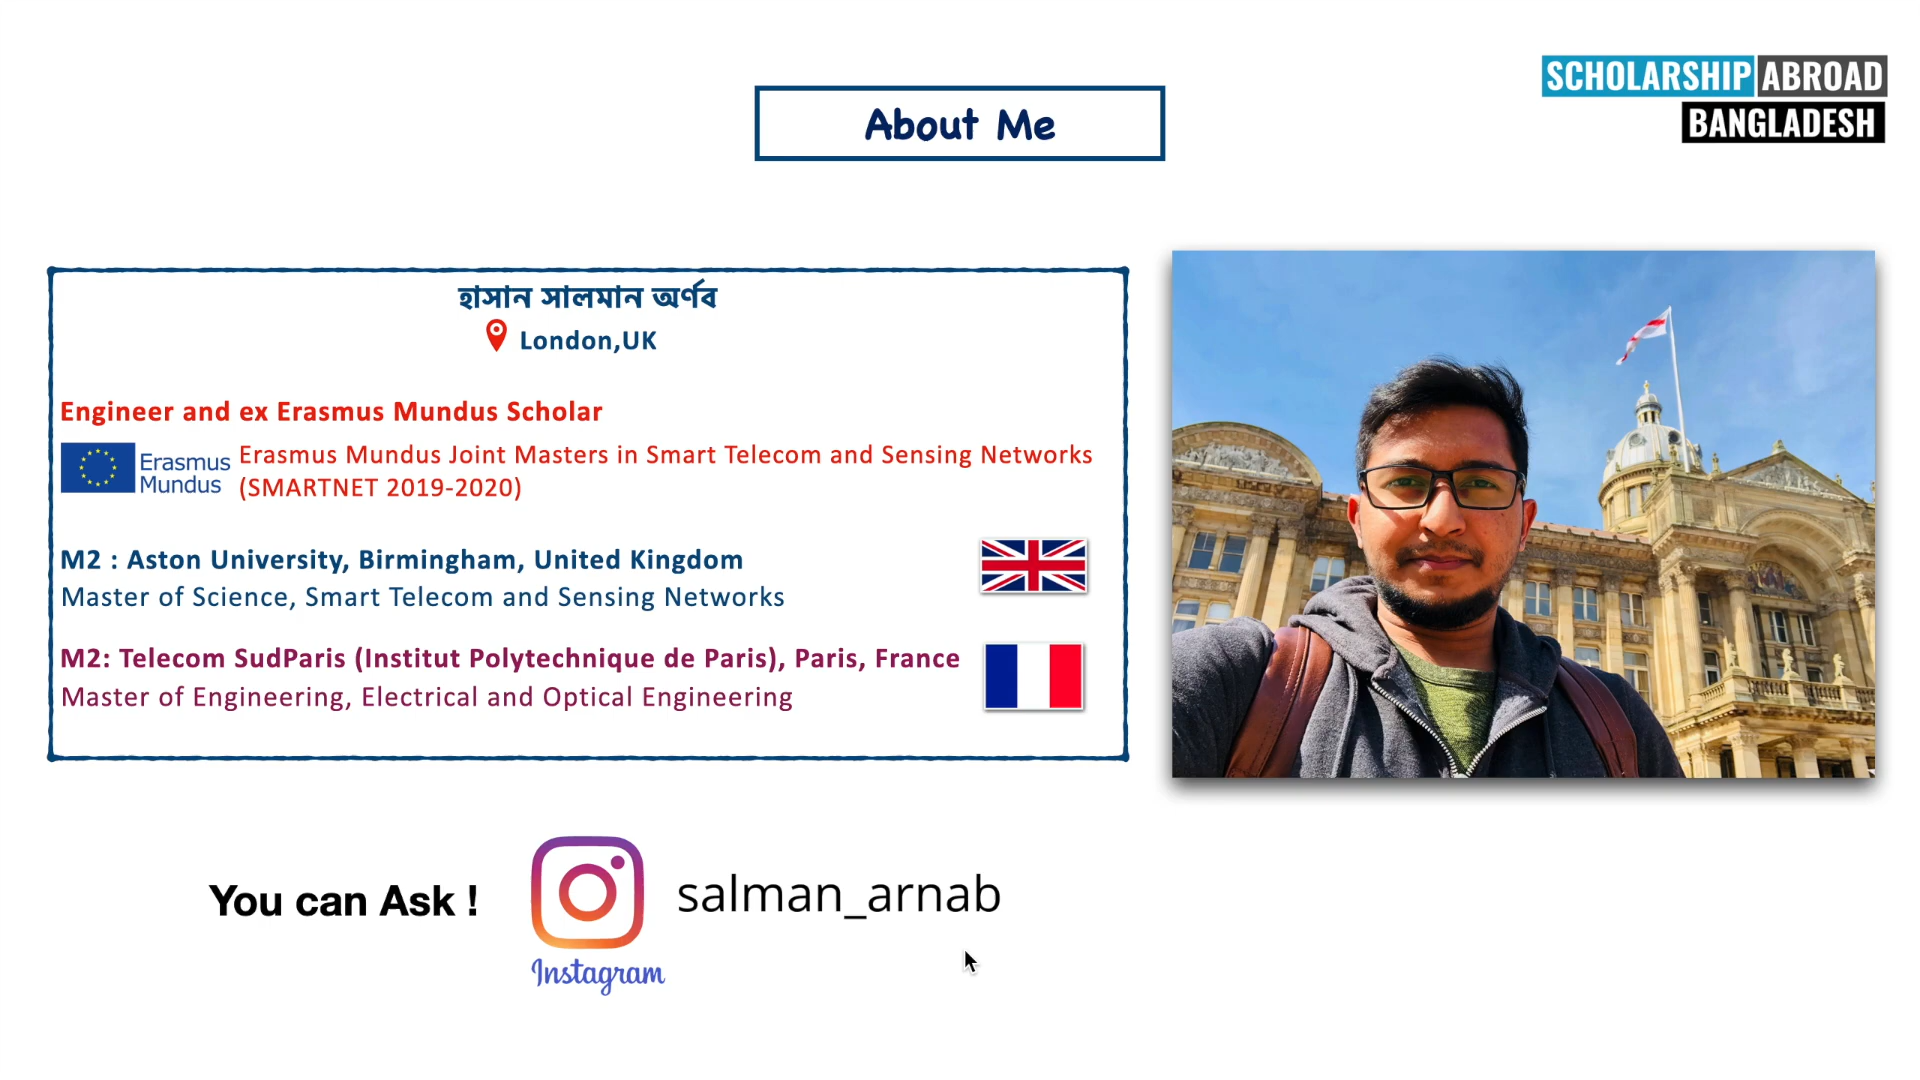 SCHOLARSHIP ABROAD
BANGLADESH
About Me
হাসান সালমান অর্ণব
London,UK
Engineer and ex Erasmus Mundus Scholar
Erasmus
Mundus
Erasmus Mundus Joint Masters in Smart Telecom and Sensing Networks
(SMARTNET 2019-2020)
M2 : Aston University, Birmingham, United Kingdom
Master of Science, Smart Telecom and Sensing Networks
M2: Telecom SudParis (Institut Polytechnique de Paris), Paris, France
Master of Engineering, Electrical and Optical Engineering
You can Ask !
salman_arnab
Instagram